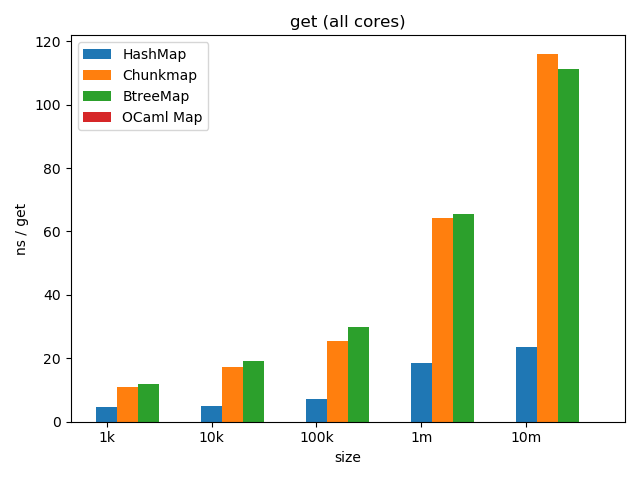 get (all cores)
HashMap
Chunkmap
BtreeMap
OCaml Map
120
100
80
60
40
20
0
ns / get
1k 10k 100k 1m 10m
size